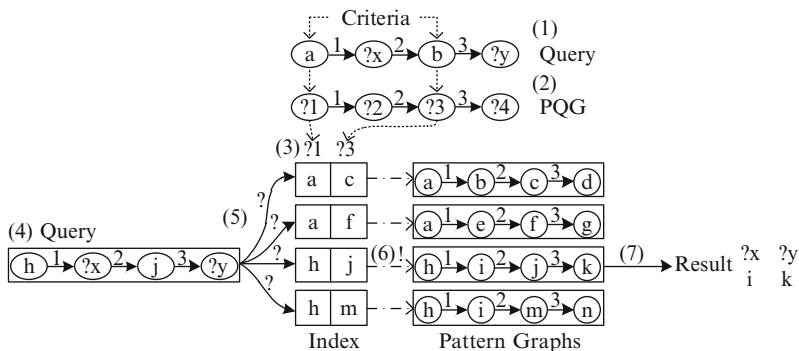 Criteria
a 1 ?x 2 b 3 ?y (1) Query
?1 1 ?2 2 ?3 3 ?4 (2) PQG
(3) ?1 ?3
a c a 1 b 2 c 3 d
? (5)
a f a 1 e 2 f 3 g
?
(4) Query
h 1 ?x 2 j 3 ?y ? h j (6) ! h 1 i 2 j 3 k (7) Result ?x ?y
i k
? h m h 1 i 2 m 3 n
Index Pattern Graphs